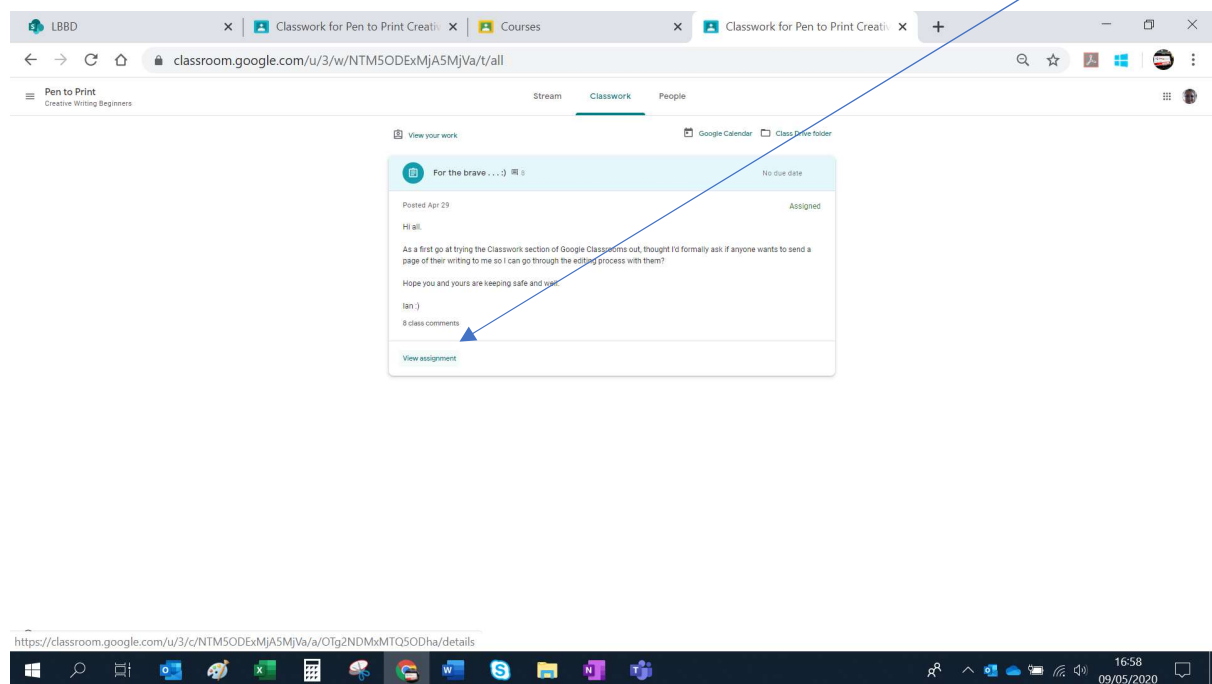 LBBD
Classwork for Pen to Print Creativ
Courses
Classwork for Pen to Print Creativ
classroom.google.com/u/3/w/NTM5ODExMjA5MjVa/t/all
Pen to Print
Creative Writing Beginners
Stream Classwork People
View your work
Google Calendar Class Drive folder
For the brave . . . :) 8
No due date
Posted Apr 29
Assigned
Hi all.
As a first go at trying the Classwork section of Google Classrooms out, thought I'd formally ask if anyone wants to send a
page of their writing to me so I can go through the editing process with them?
Hope you and yours are keeping safe and well.
Ian :)
8 class comments
View assignment
https://classroom.google.com/u/3/c/NTM5ODExMjA5MjVa/a/OTg2NDMxMTQ5ODha/details
16:58
09/05/2020